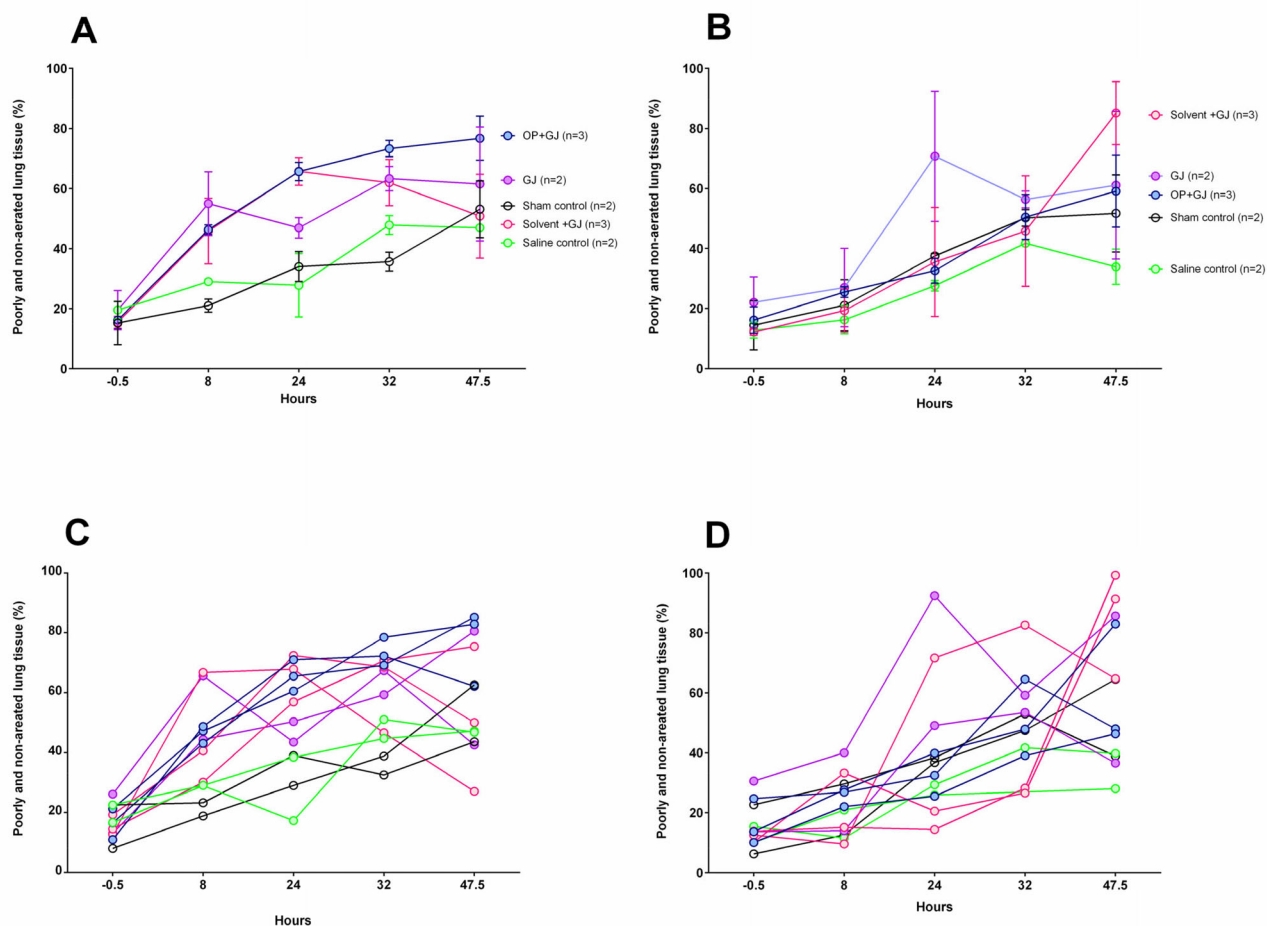 A
Poorly and non-aerated lung tissue (%)
100
80
60
40
20
0
-0.5
8
24
32
47.5
Hours
OP+GJ (n=3)
GJ (n=2)
Sham control (n=2)
Solvent +GJ (n=3)
Saline control (n=2)
B
Poorly and non-aerated lung tissue (%)
100
80
60
40
20
0
-0.5
8
24
32
47.5
Hours
Solvent +GJ (n=3)
GJ (n=2)
OP+GJ (n=3)
Sham control (n=2)
Saline control (n=2)
C
Poorly and non-aereated lung tissue (%)
100
80
60
40
20
0
-0.5
8
24
32
47.5
Hours
D
Poorly and non-areated lung tissue (%)
100
80
60
40
20
0
-0.5
8
24
32
47.5
Hours